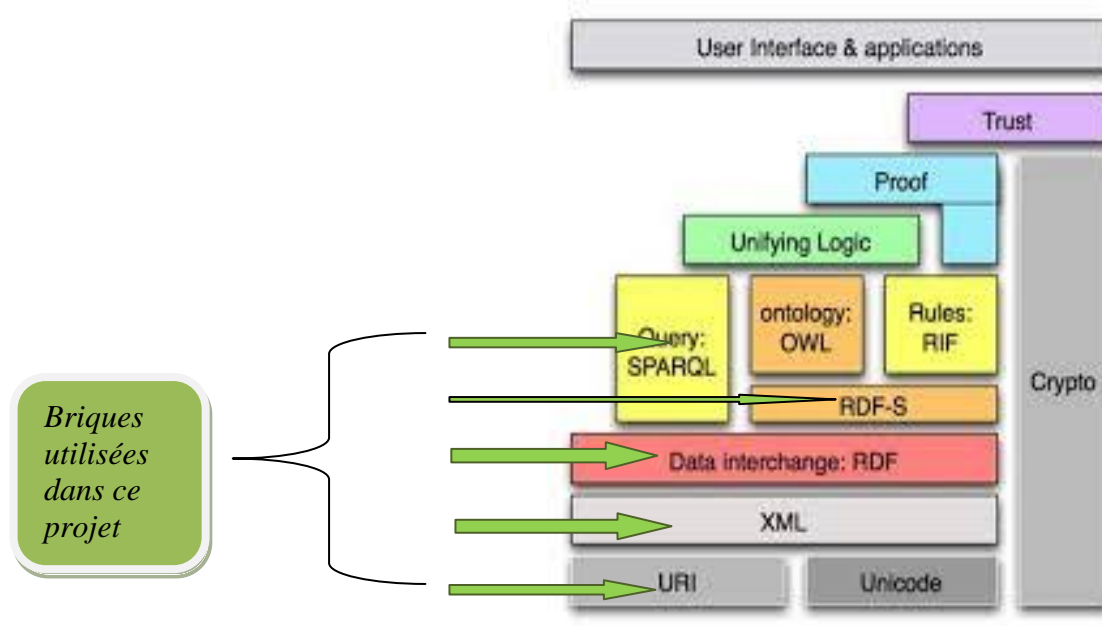 User Interface & applications
Trust
Proof
Unifying Logic
Query:
SPARQL
ontology:
OWL
Rules:
RIF
Crypto
RDF-S
Data interchange: RDF
XML
URI
Unicode
Briques
utilisées
dans ce
projet